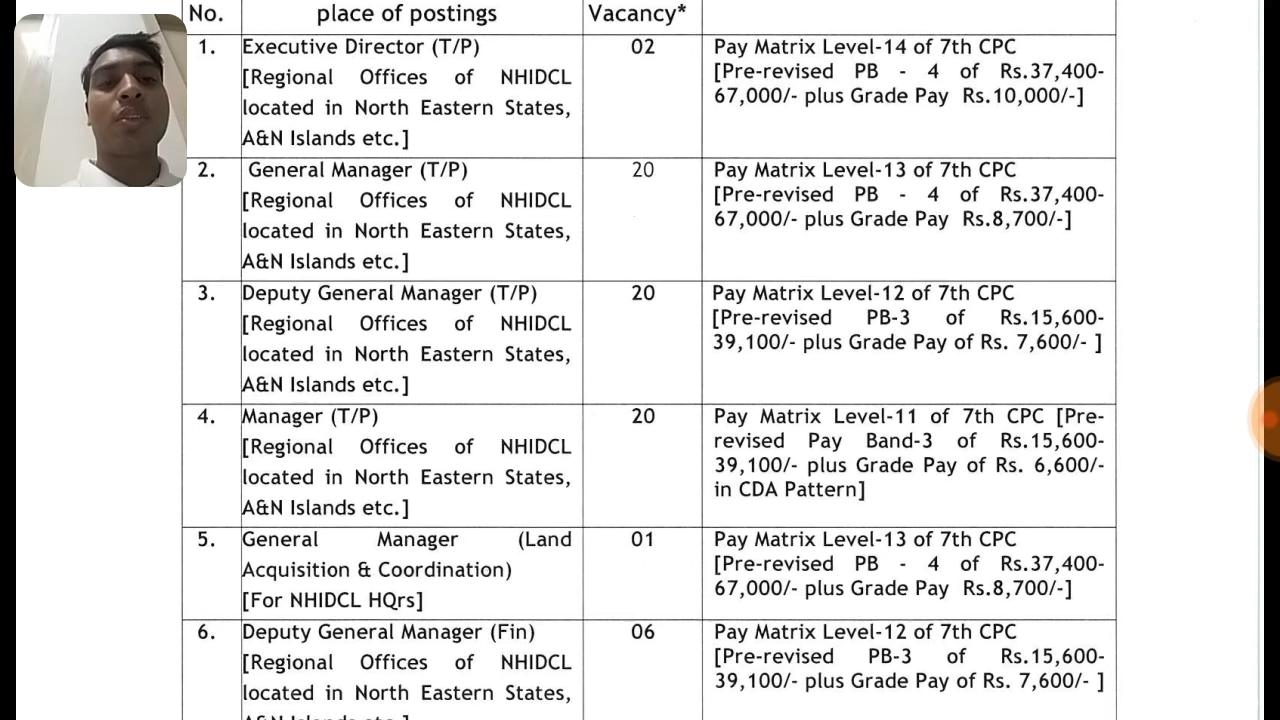 No.
place of postings
Vacancy*
1.
Executive Director (T/P)
[Regional Offices of NHIDCL
located in North Eastern States,
A&N Islands etc.]
02
Pay Matrix Level-14 of 7th CPC
[Pre-revised PB - 4 of Rs.37,400-
67,000/- plus Grade Pay Rs.10,000/-]
2.
General Manager (T/P)
[Regional Offices of NHIDCL
located in North Eastern States,
A&N Islands etc.]
20
Pay Matrix Level-13 of 7th CPC
[Pre-revised PB - 4 of Rs.37,400-
67,000/- plus Grade Pay Rs.8,700/-]
3.
Deputy General Manager (T/P)
[Regional Offices of NHIDCL
located in North Eastern States,
A&N Islands etc.]
20
Pay Matrix Level-12 of 7th CPC
[Pre-revised PB-3 of Rs.15,600-
39,100/- plus Grade Pay of Rs. 7,600/- ]
4.
Manager (T/P)
[Regional Offices of NHIDCL
located in North Eastern States,
A&N Islands etc.]
20
Pay Matrix Level-11 of 7th CPC [Pre-
revised Pay Band-3 of Rs.15,600-
39,100/- plus Grade Pay of Rs. 6,600/-
in CDA Pattern]
5.
General Manager (Land
Acquisition & Coordination)
[For NHIDCL HQrs]
01
Pay Matrix Level-13 of 7th CPC
[Pre-revised PB - 4 of Rs.37,400-
67,000/- plus Grade Pay Rs.8,700/-]
6.
Deputy General Manager (Fin)
[Regional Offices of NHIDCL
located in North Eastern States,
A&N Islands etc.]
06
Pay Matrix Level-12 of 7th CPC
[Pre-revised PB-3 of Rs.15,600-
39,100/- plus Grade Pay of Rs. 7,600/- ]